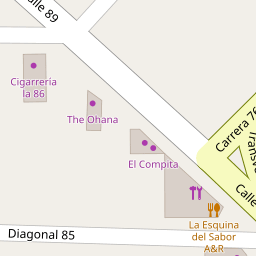 Calle 89
Cigarrería
la 86
The Ohana
Carrera 76
Transv
El Compita
Calle
La Esquina
del Sabor
A&R
Diagonal 85